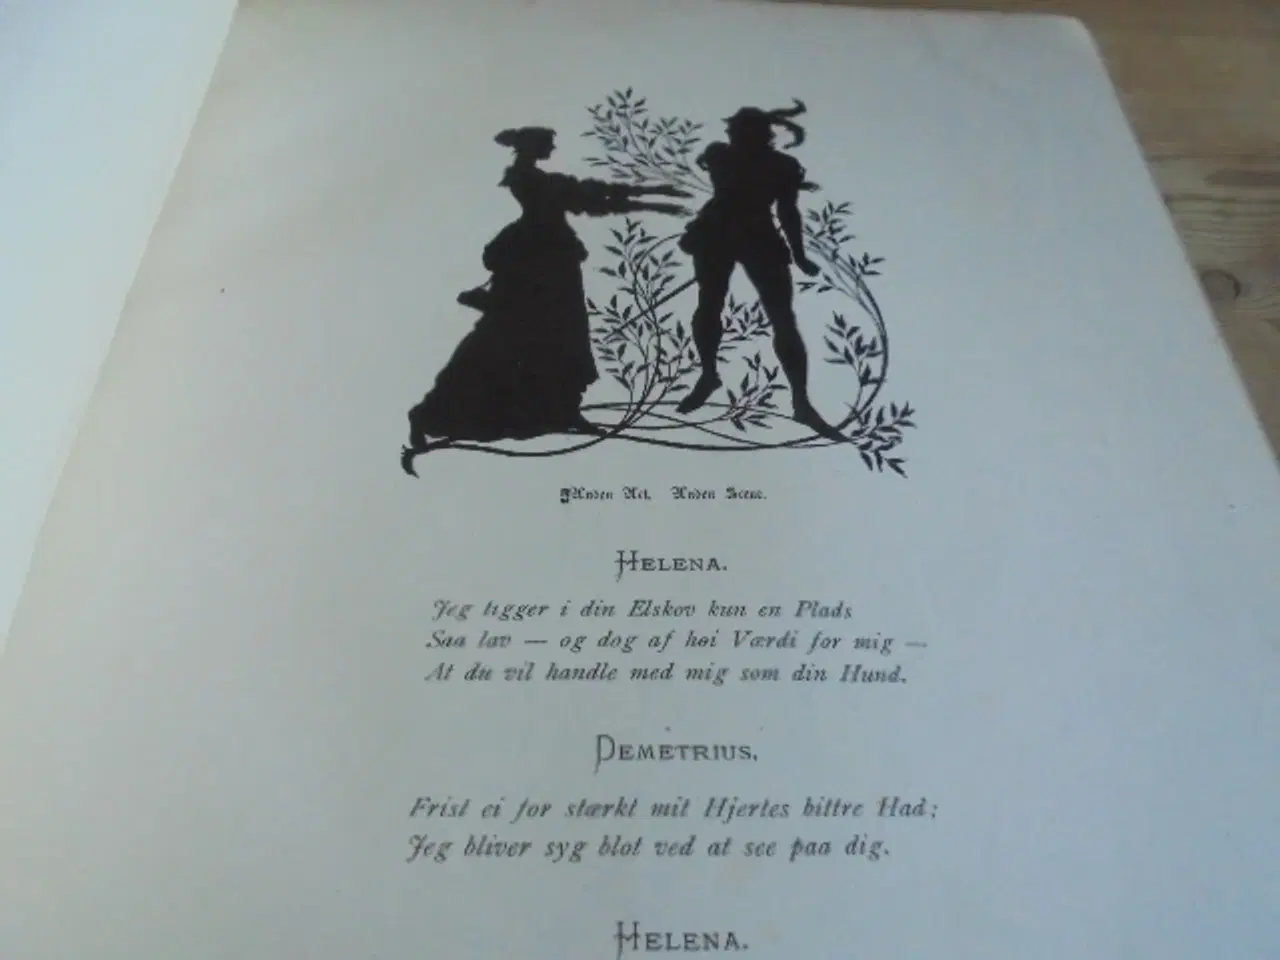 Anden Act. Anden Scene.
HELENA.
Jeg tigger i din Elskov kun en Plads
Saa lav — og dog af høi Værdi for mig —
At du vil handle med mig som din Hund.
DEMETRIUS.
Frist ei for stærkt mit Hjertes bittre Had;
Jeg bliver syg blot ved at see paa dig.
HELENA.